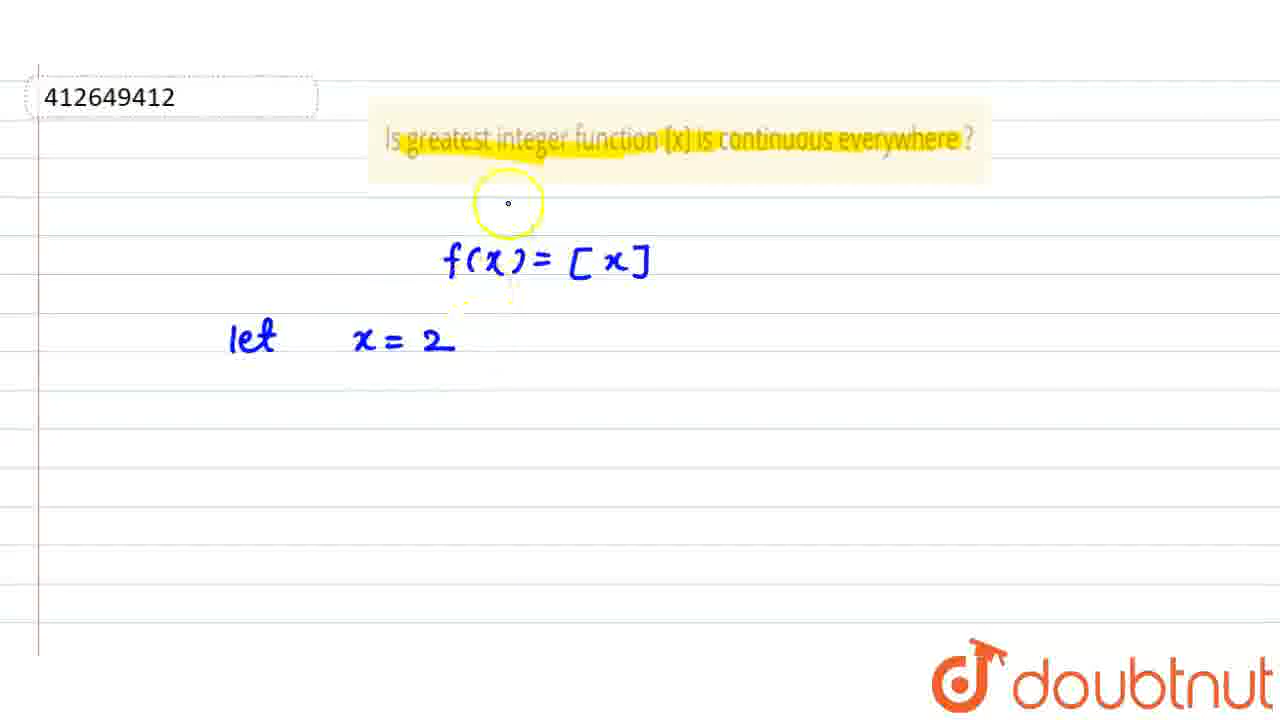 412649412
Is greatest integer function [x] is continuous everywhere ?
f(x) = [x]
let x = 2
doubtnut